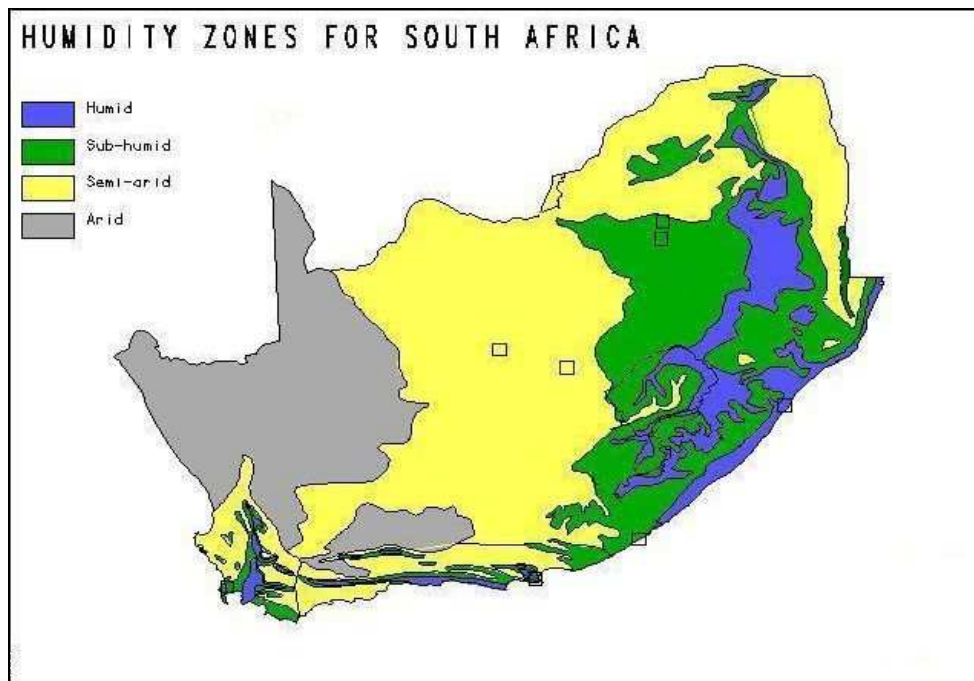 HUMIDITY ZONES FOR SOUTH AFRICA
Humid
Sub-humid
Semi-arid
Arid